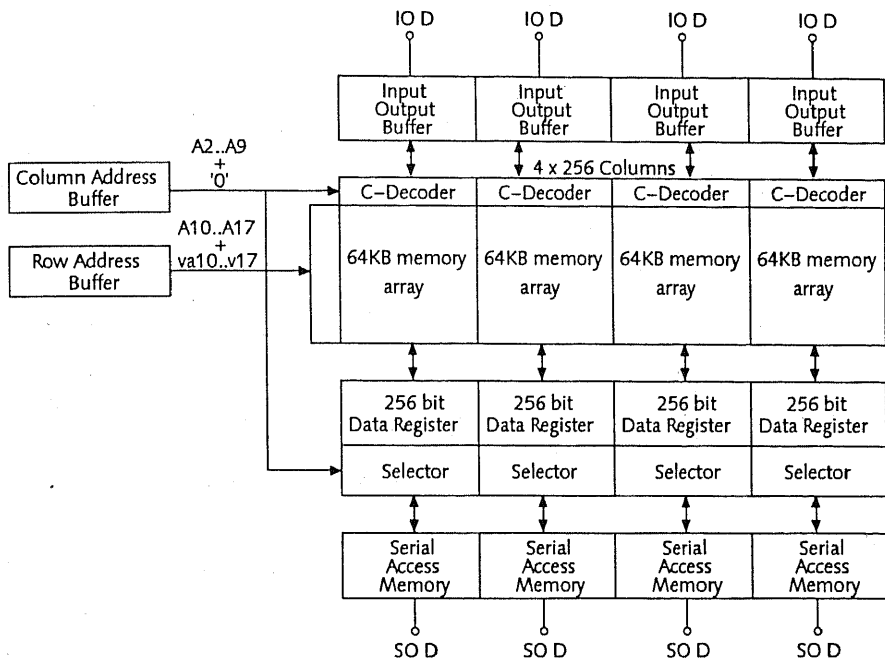 IO D IO D IO D IO D
Input Output Buffer Input Output Buffer Input Output Buffer Input Output Buffer
A2..A9
+
'0'
4 x 256 Columns
Column Address Buffer
C-Decoder C-Decoder C-Decoder C-Decoder
A10..A17
+
va10..v17
Row Address Buffer
64KB memory array 64KB memory array 64KB memory array 64KB memory array
256 bit Data Register 256 bit Data Register 256 bit Data Register 256 bit Data Register
Selector Selector Selector Selector
Serial Access Memory Serial Access Memory Serial Access Memory Serial Access Memory
SO D SO D SO D SO D